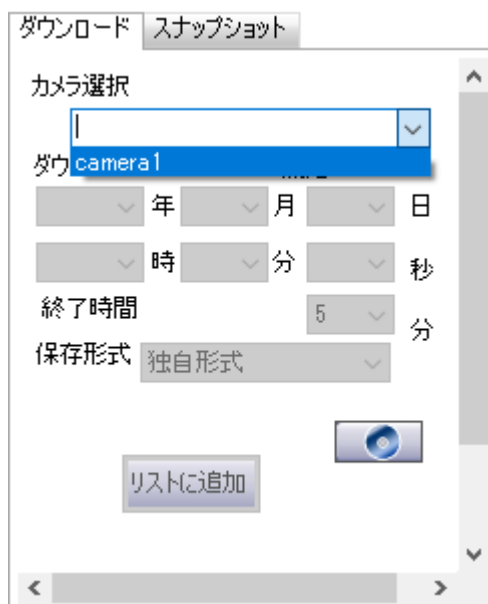 ダウンロード スナップショット
カメラ選択
camera1
ダウ
年 月 日
時 分 秒
終了時間 5 分
保存形式 独自形式
リストに追加